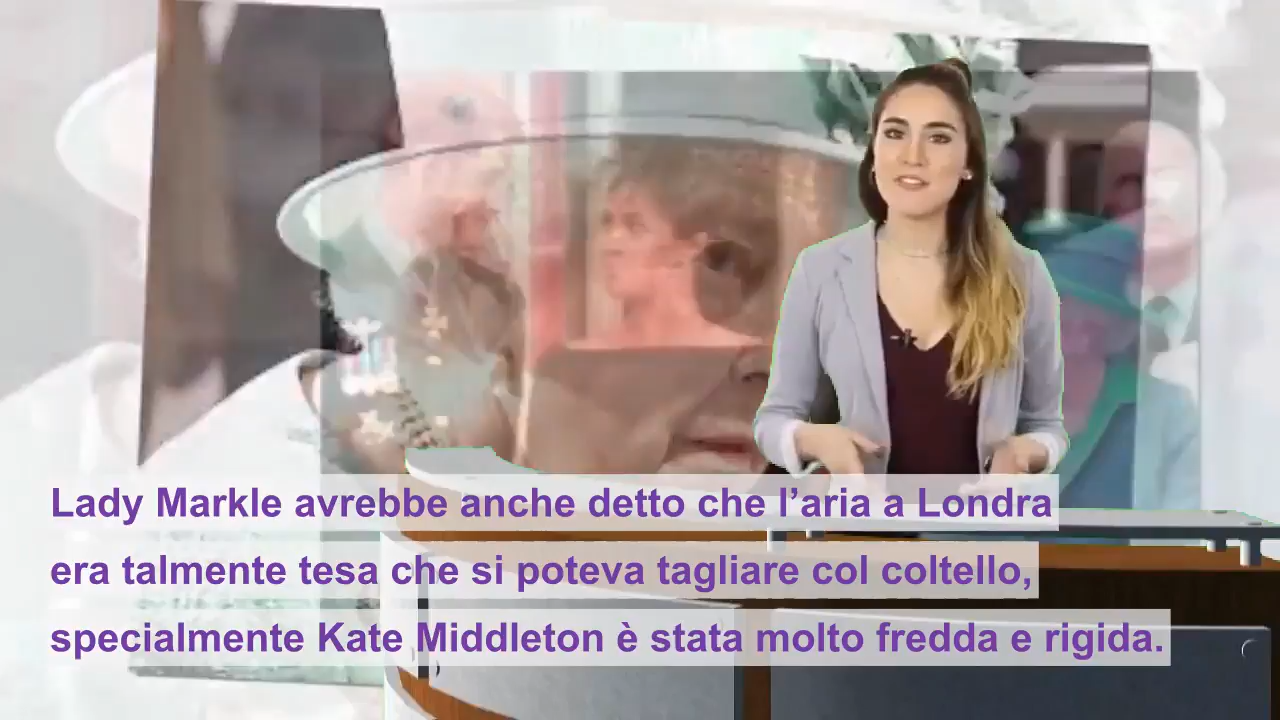 Lady Markle avrebbe anche detto che l’aria a Londra
era talmente tesa che si poteva tagliare col coltello,
specialmente Kate Middleton è stata molto fredda e rigida.